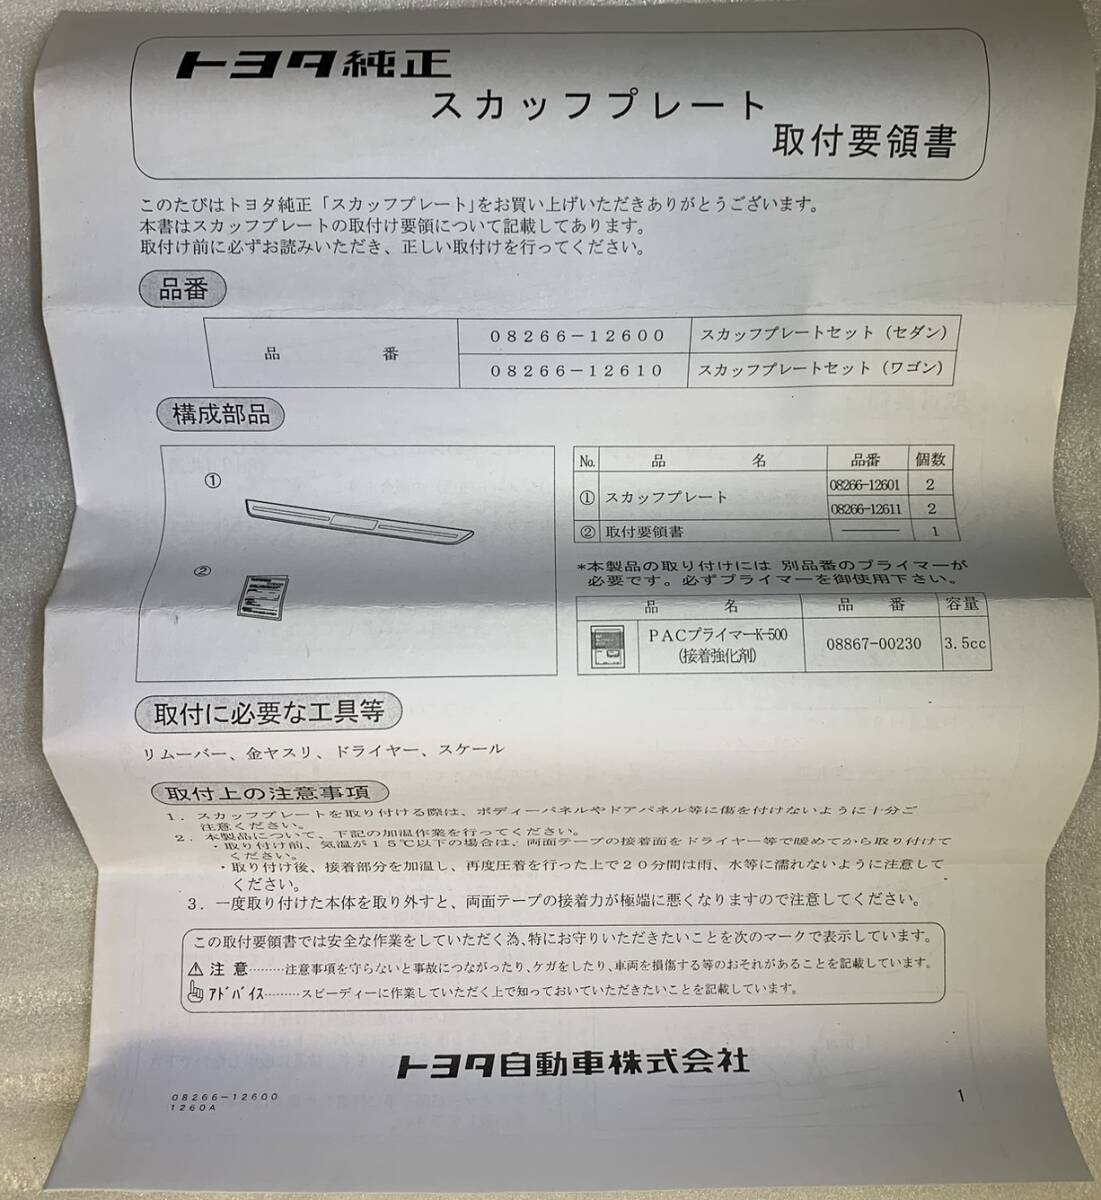 トヨタ純正
スカッフプレート
取付要領書
このたびはトヨタ純正「スカッフプレート」をお買い上げいただきありがとうございます。
本書はスカッフプレートの取付け要領について記載してあります。
取付け前に必ずお読みいただき、正しい取付けを行ってください。
品番
品 番 08266-12600 スカッフプレートセット(セダン)
08266-12610 スカッフプレートセット(ワゴン)
構成部品
①
②
No. 品 名 品番 個数
① スカッフプレート 08266-12601 2
08266-12611 2
② 取付要領書 ─── 1
*本製品の取り付けには 別品番のプライマーが
必要です。必ずプライマーを御使用下さい。
品 名 品 番 容量
PACプライマーK-500 08867-00230 3.5cc
(接着強化剤)
取付に必要な工具等
リムーバー、金ヤスリ、ドライヤー、スケール
取付上の注意事項
1.スカッフプレートを取り付ける際は、ボディーパネルやドアパネル等に傷を付けないように十分ご
注意ください。
2.本製品について、下記の加温作業を行ってください。
・取り付け前、気温が15℃以下の場合は、両面テープの接着面をドライヤー等で暖めてから取り付けて
ください。
・取り付け後、接着部分を加温し、再度圧着を行った上で20分間は雨、水等に濡れないように注意して
ください。
3.一度取り付けた本体を取り外すと、両面テープの接着力が極端に悪くなりますので注意してください。
この取付要領書では安全な作業をしていただく為、特にお守りいただきたいことを次のマークで表示しています。
⚠ 注 意………注意事項を守らないと事故につながったり、ケガをしたり、車両を損傷する等のおそれがあることを記載しています。
ｱﾄﾞﾊﾞｲｽ………スピーディーに作業していただく上で知っておいていただきたいことを記載しています。
トヨタ自動車株式会社
08266-12600
1260A
1